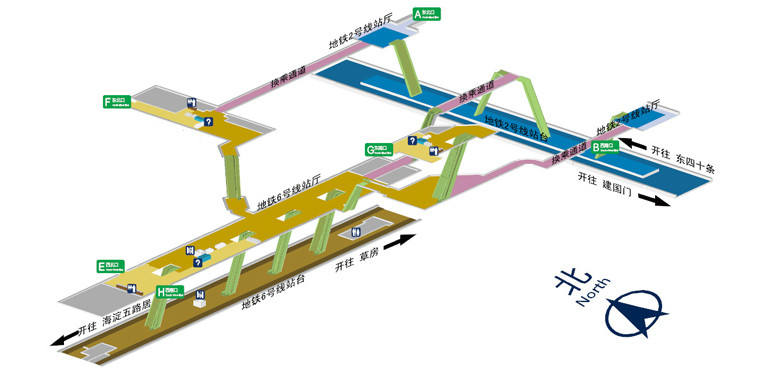 A 东北口
地铁2号线站厅
换乘通道
F 东北口
?
换乘通道
地铁2号线站台
地铁2号线站厅
G 东南口
?
B 西南口
开往 东四十条
换乘通道
开往 建国门
地铁6号线站厅
E 西北口
?
开往 草房
H 西南口
地铁6号线站台
开往 海淀五路居
北
North